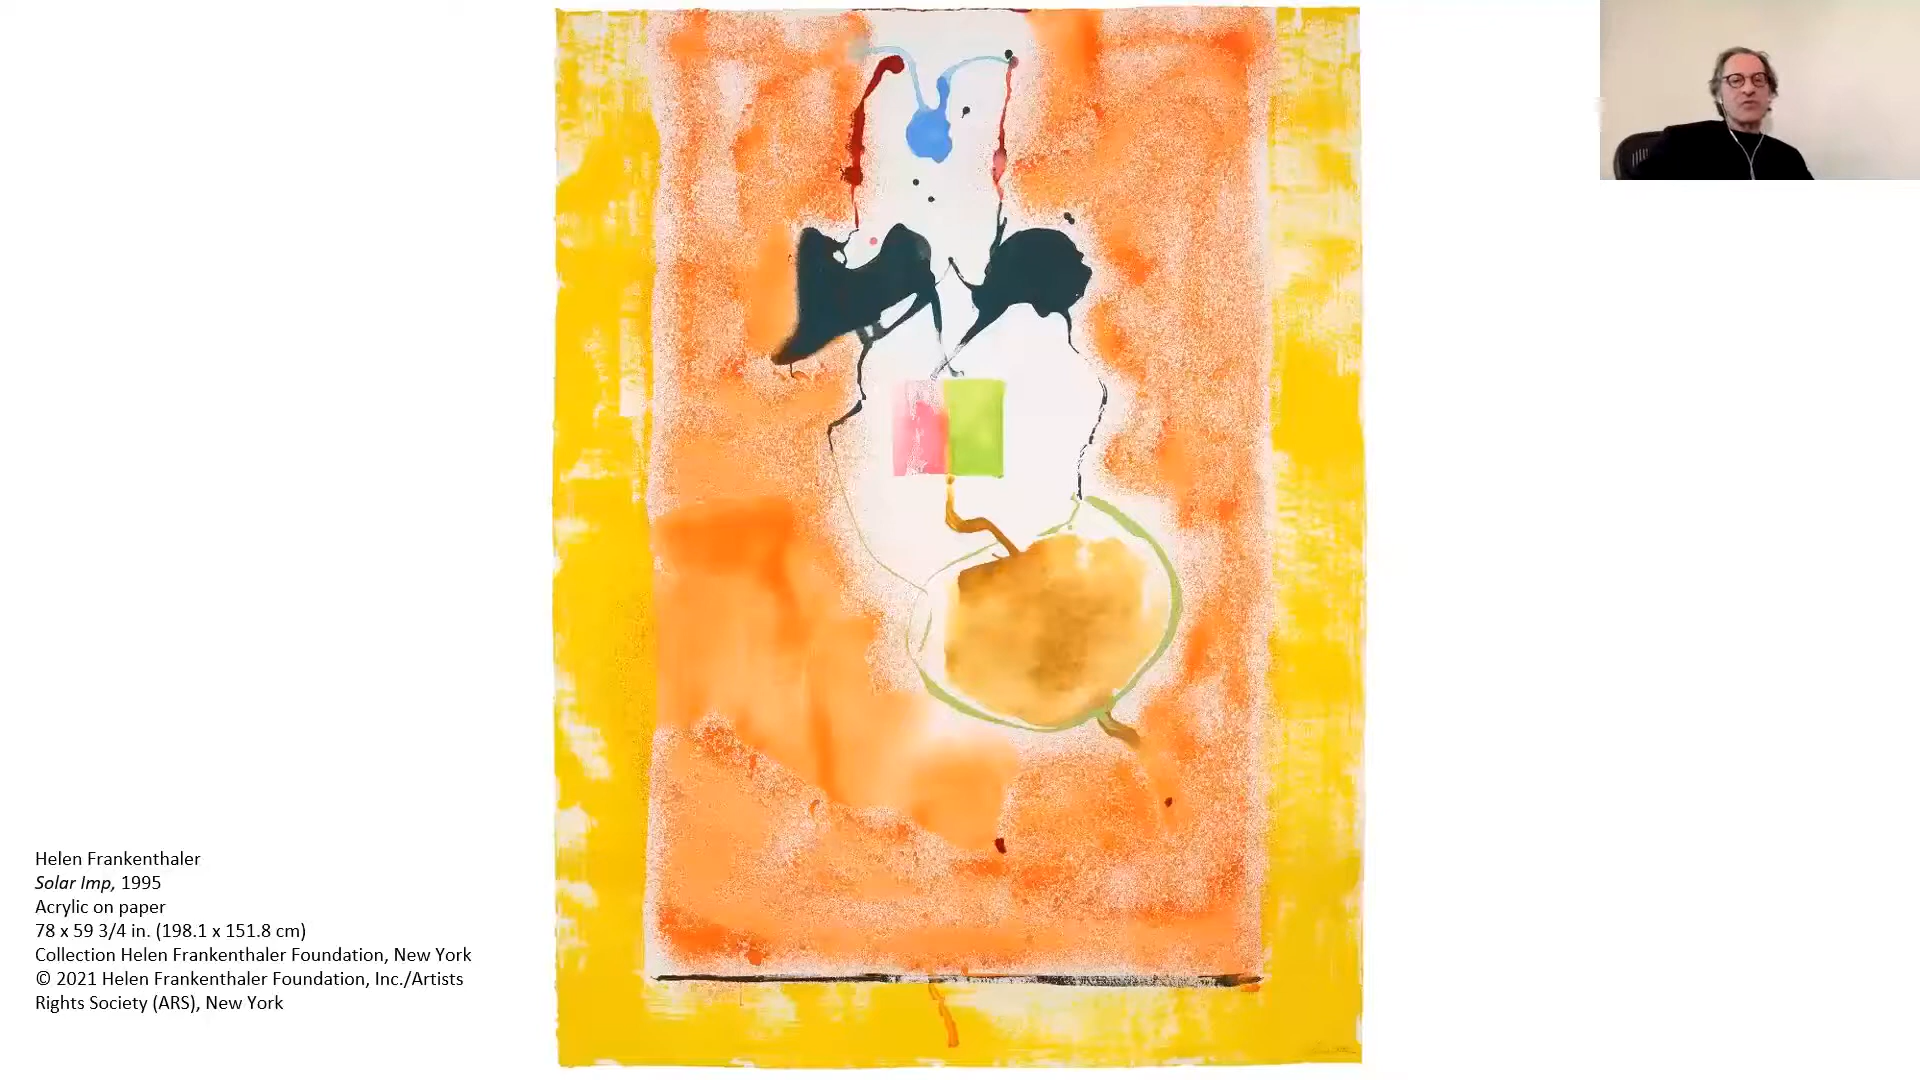 Helen Frankenthaler
Solar Imp, 1995
Acrylic on paper
78 x 59 3/4 in. (198.1 x 151.8 cm)
Collection Helen Frankenthaler Foundation, New York
© 2021 Helen Frankenthaler Foundation, Inc./Artists
Rights Society (ARS), New York